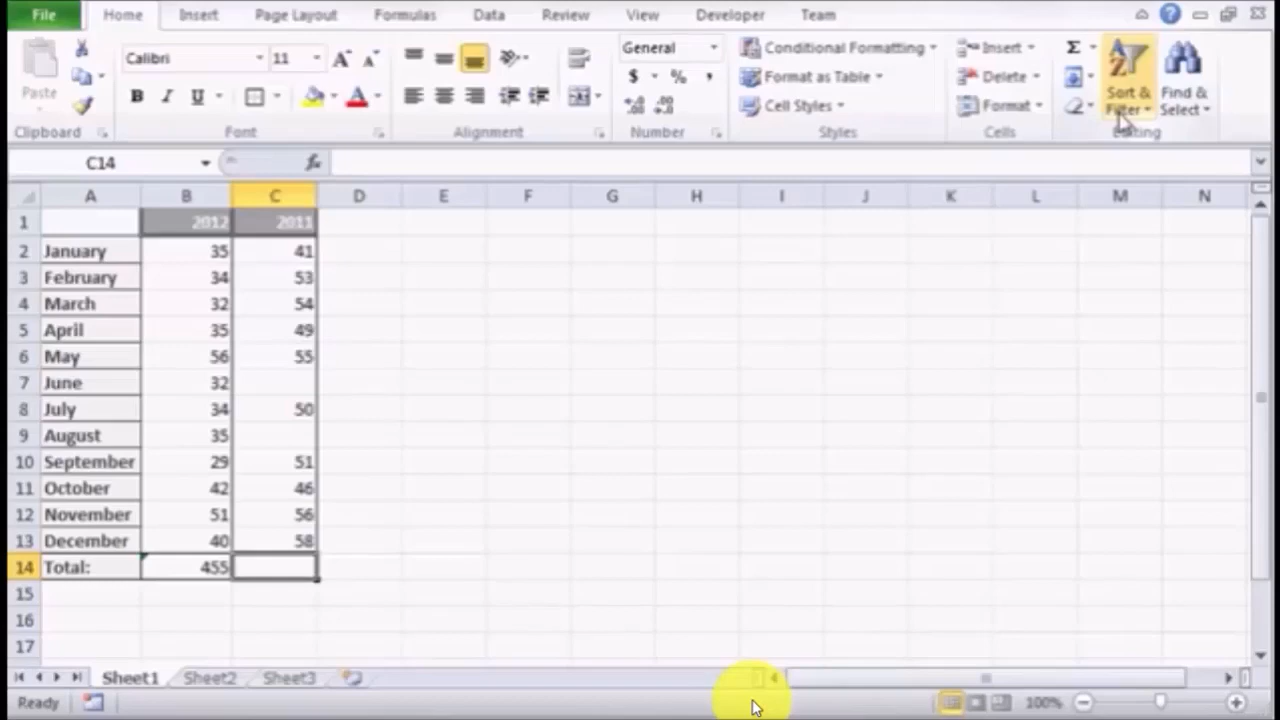 File Home Insert Page Layout Formulas Data Review View Developer Team
Calibri 11 General Conditional Formatting Insert Σ
Paste B I U A $ % , Format as Table Delete Sort & Filter Find & Select
Cell Styles Format
Clipboard Font Alignment Number Styles Cells Editing
C14 fx
A B C D E F G H I J K L M N
1 2012 2011
2 January 35 41
3 February 34 53
4 March 32 54
5 April 35 49
6 May 56 55
7 June 32
8 July 34 50
9 August 35
10 September 29 51
11 October 42 46
12 November 51 56
13 December 40 58
14 Total: 455
15
16
17
Sheet1 Sheet2 Sheet3
Ready 100%